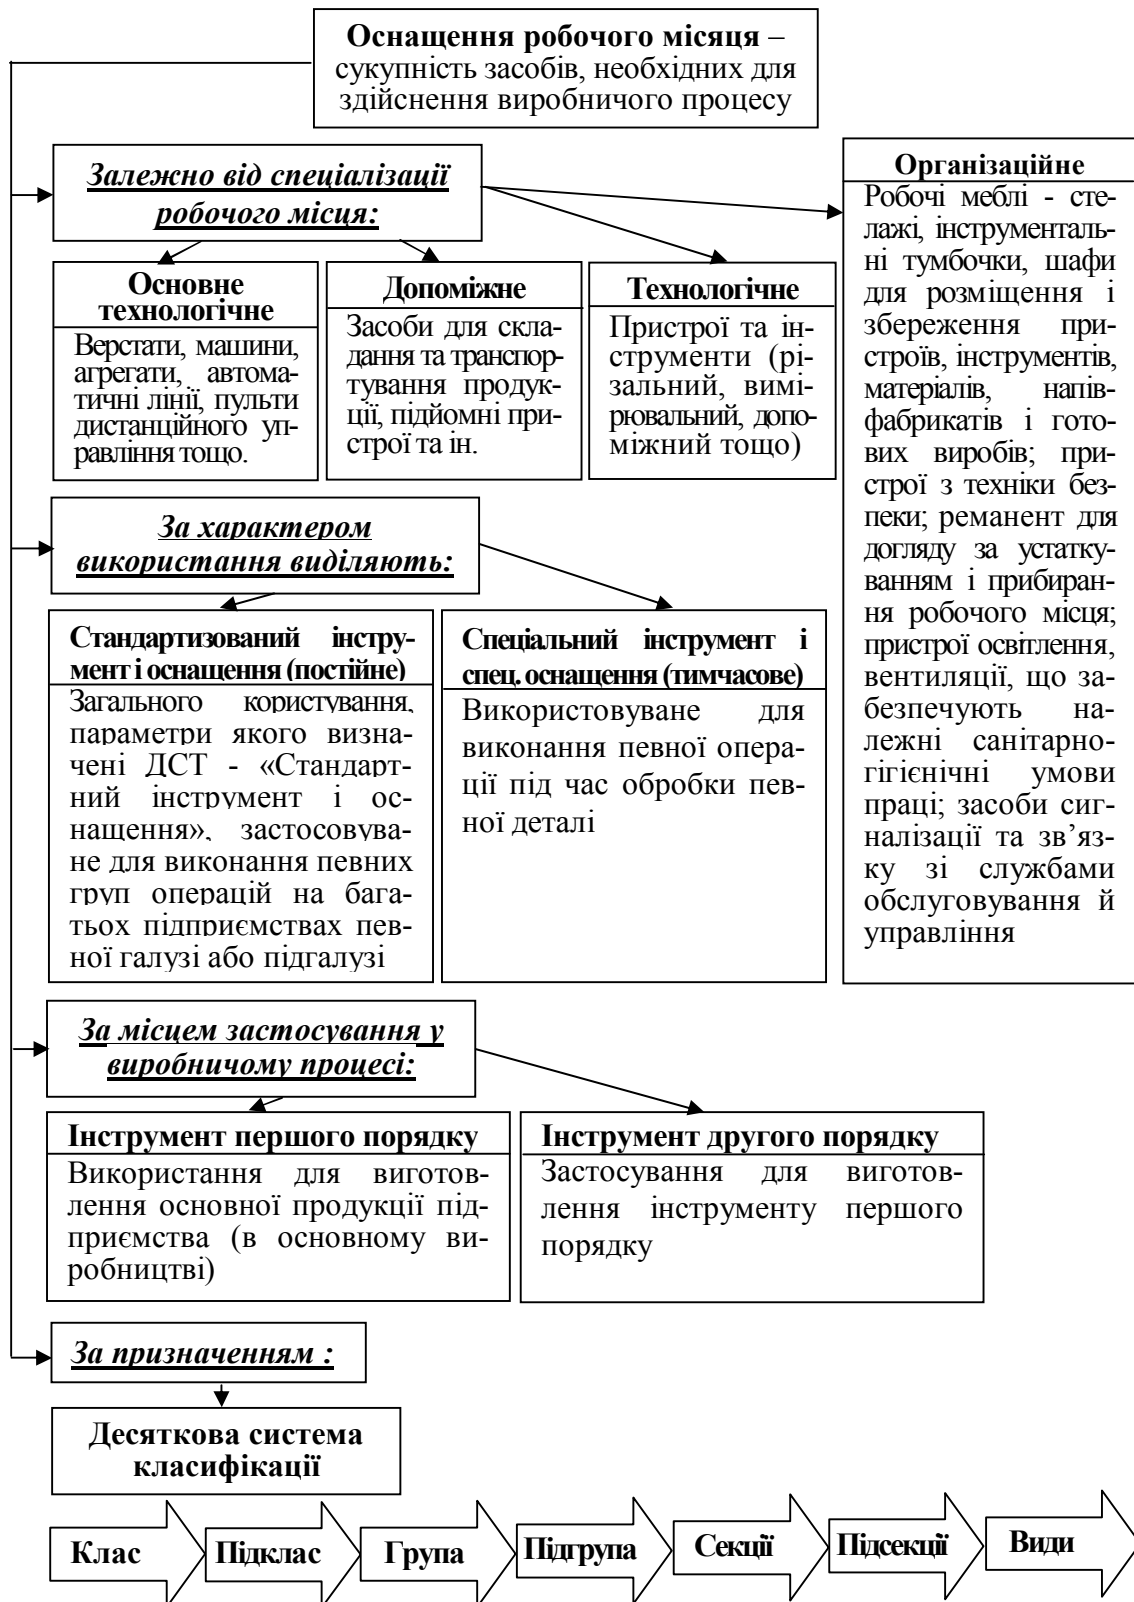 Оснащення робочого місяця –
сукупність засобів, необхідних для
здійснення виробничого процесу
Залежно від спеціалізації
робочого місця:
Основне
технологічне
Верстати, машини,
агрегати, автома-
тичні лінії, пульти
дистанційного уп-
равління тощо.
Допоміжне
Засоби для скла-
дання та транспор-
тування продук-
ції, підйомні при-
строї та ін.
Технологічне
Пристрої та ін-
струменти (рі-
зальний, вимі-
рювальний, допо-
міжний тощо)
Організаційне
Робочі меблі - сте-
лажі, інструменталь-
ні тумбочки, шафи
для розміщення і
збереження при-
строїв, інструментів,
матеріалів, напів-
фабрикатів і гото-
вих виробів; при-
строї з техніки без-
пеки; реманент для
догляду за устатку-
ванням і прибиран-
ня робочого місця;
пристрої освітлення,
вентиляції, що за-
безпечують на-
лежні санітарно-
гігієнічні умови
праці; засоби сиг-
налізації та зв’яз-
ку зі службами
обслуговування й
управління
За характером
використання виділяють:
Стандартизований інстру-
мент і оснащення (постійне)
Загального користування,
параметри якого визна-
чені ДСТ - «Стандарт-
ний інструмент і ос-
нащення», застосовува-
не для виконання певних
груп операцій на бага-
тьох підприємствах пев-
ної галузі або підгалузі
Спеціальний інструмент і
спец. оснащення (тимчасове)
Використовуване для
виконання певної опера-
ції під час обробки пев-
ної деталі
За місцем застосування у
виробничому процесі:
Інструмент першого порядку
Використання для виготов-
лення основної продукції під-
приємства (в основному ви-
робництві)
Інструмент другого порядку
Застосування для виготов-
лення інструменту першого
порядку
За призначенням :
Десяткова система
класифікації
Клас
Підклас
Група
Підгрупа
Секції
Підсекції
Види